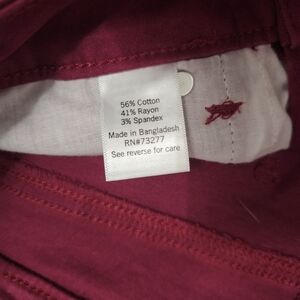 56% Cotton
41% Rayon
3% Spandex
Made in Bangladesh
RN#73277
See reverse for care